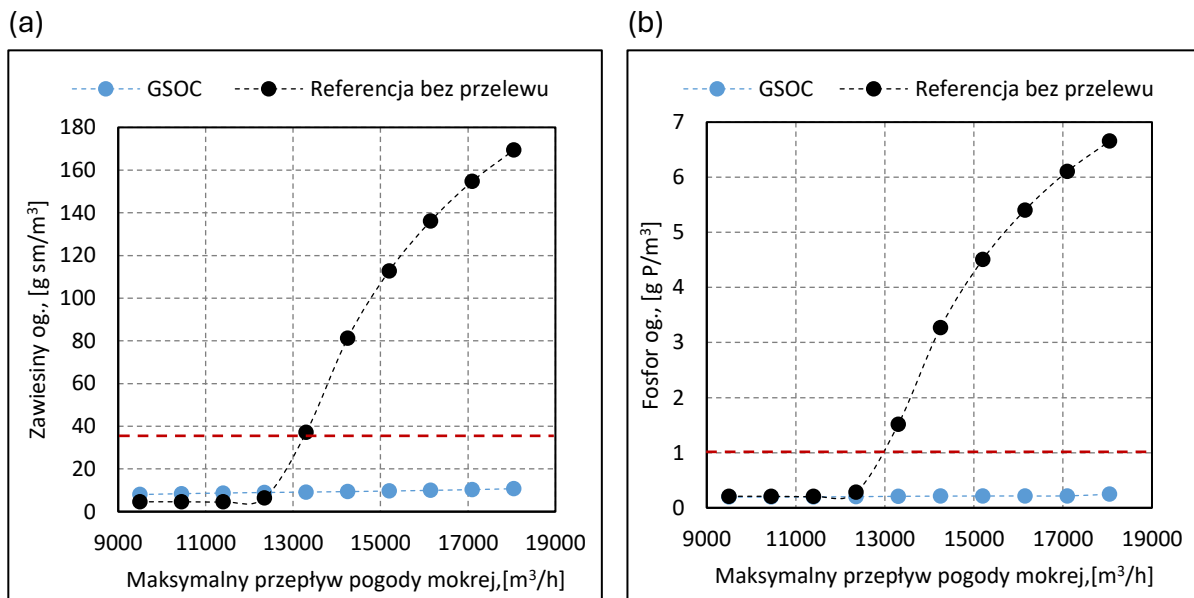 (a)
(b)
GSOC
Referencja bez przelewu
Zawiesiny og., [g sm/m³]
180
160
140
120
100
80
60
40
20
0
9000 11000 13000 15000 17000 19000
Maksymalny przepływ pogody mokrej,[m³/h]
GSOC
Referencja bez przelewu
Fosfor og., [g P/m³]
7
6
5
4
3
2
1
0
9000 11000 13000 15000 17000 19000
Maksymalny przepływ pogody mokrej,[m³/h]